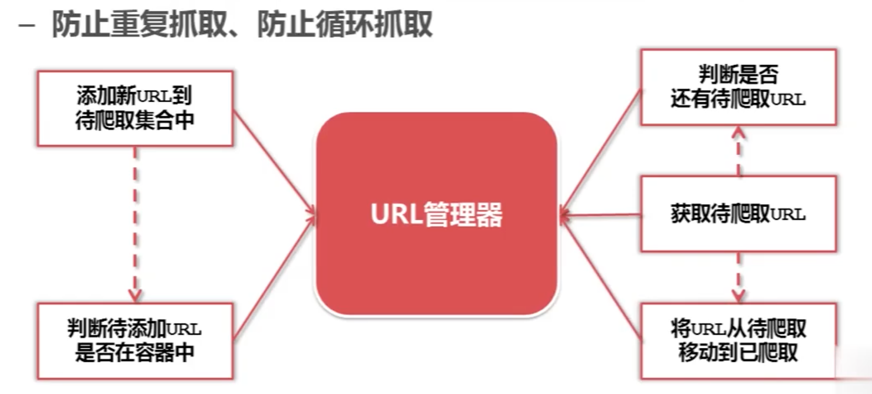 – 防止重复抓取、防止循环抓取
添加新URL到
待爬取集合中
判断待添加URL
是否在容器中
URL管理器
判断是否
还有待爬取URL
获取待爬取URL
将URL从待爬取
移动到已爬取